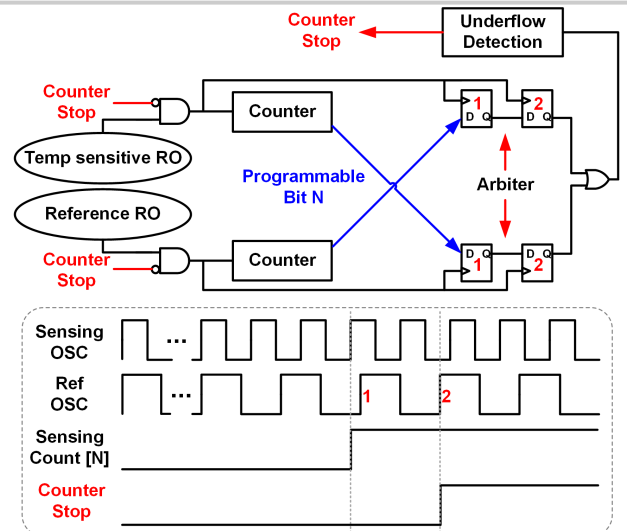 Counter
Stop
Underflow
Detection
Counter
Stop
Counter
1
D Q
2
D Q
Temp sensitive RO
Programmable
Bit N
Arbiter
Reference RO
Counter
Stop
Counter
D Q
1
D Q
2
Sensing
OSC
...
Ref
OSC
...
1
2
Sensing
Count [N]
Counter
Stop